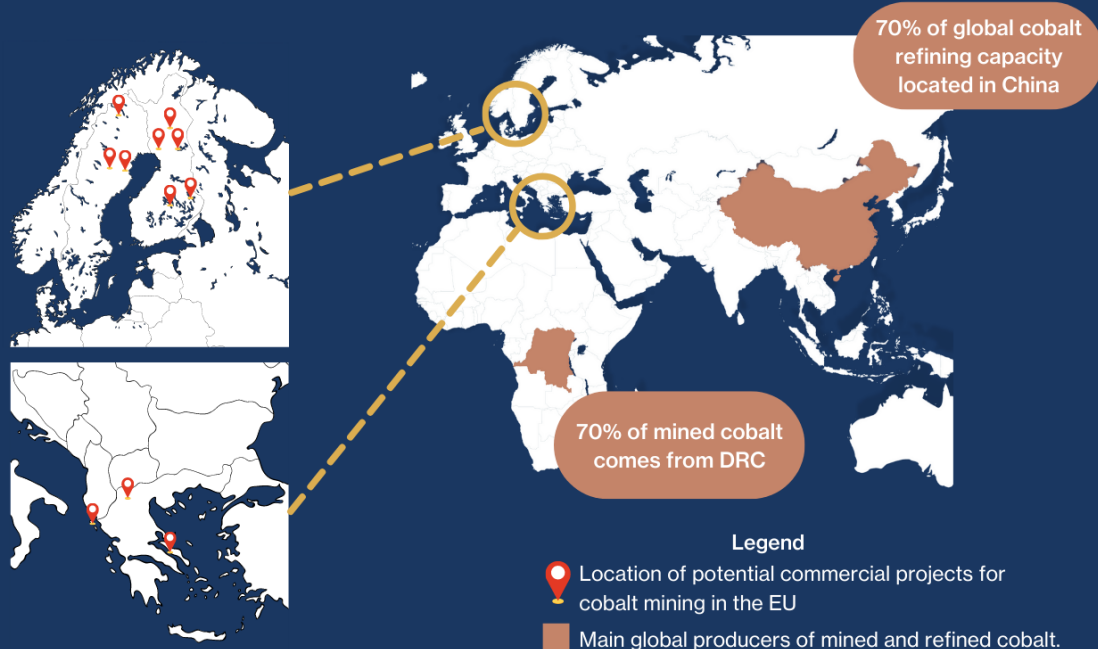 70% of global cobalt
refining capacity
located in China
70% of mined cobalt
comes from DRC
Legend
Location of potential commercial projects for
cobalt mining in the EU
Main global producers of mined and refined cobalt.